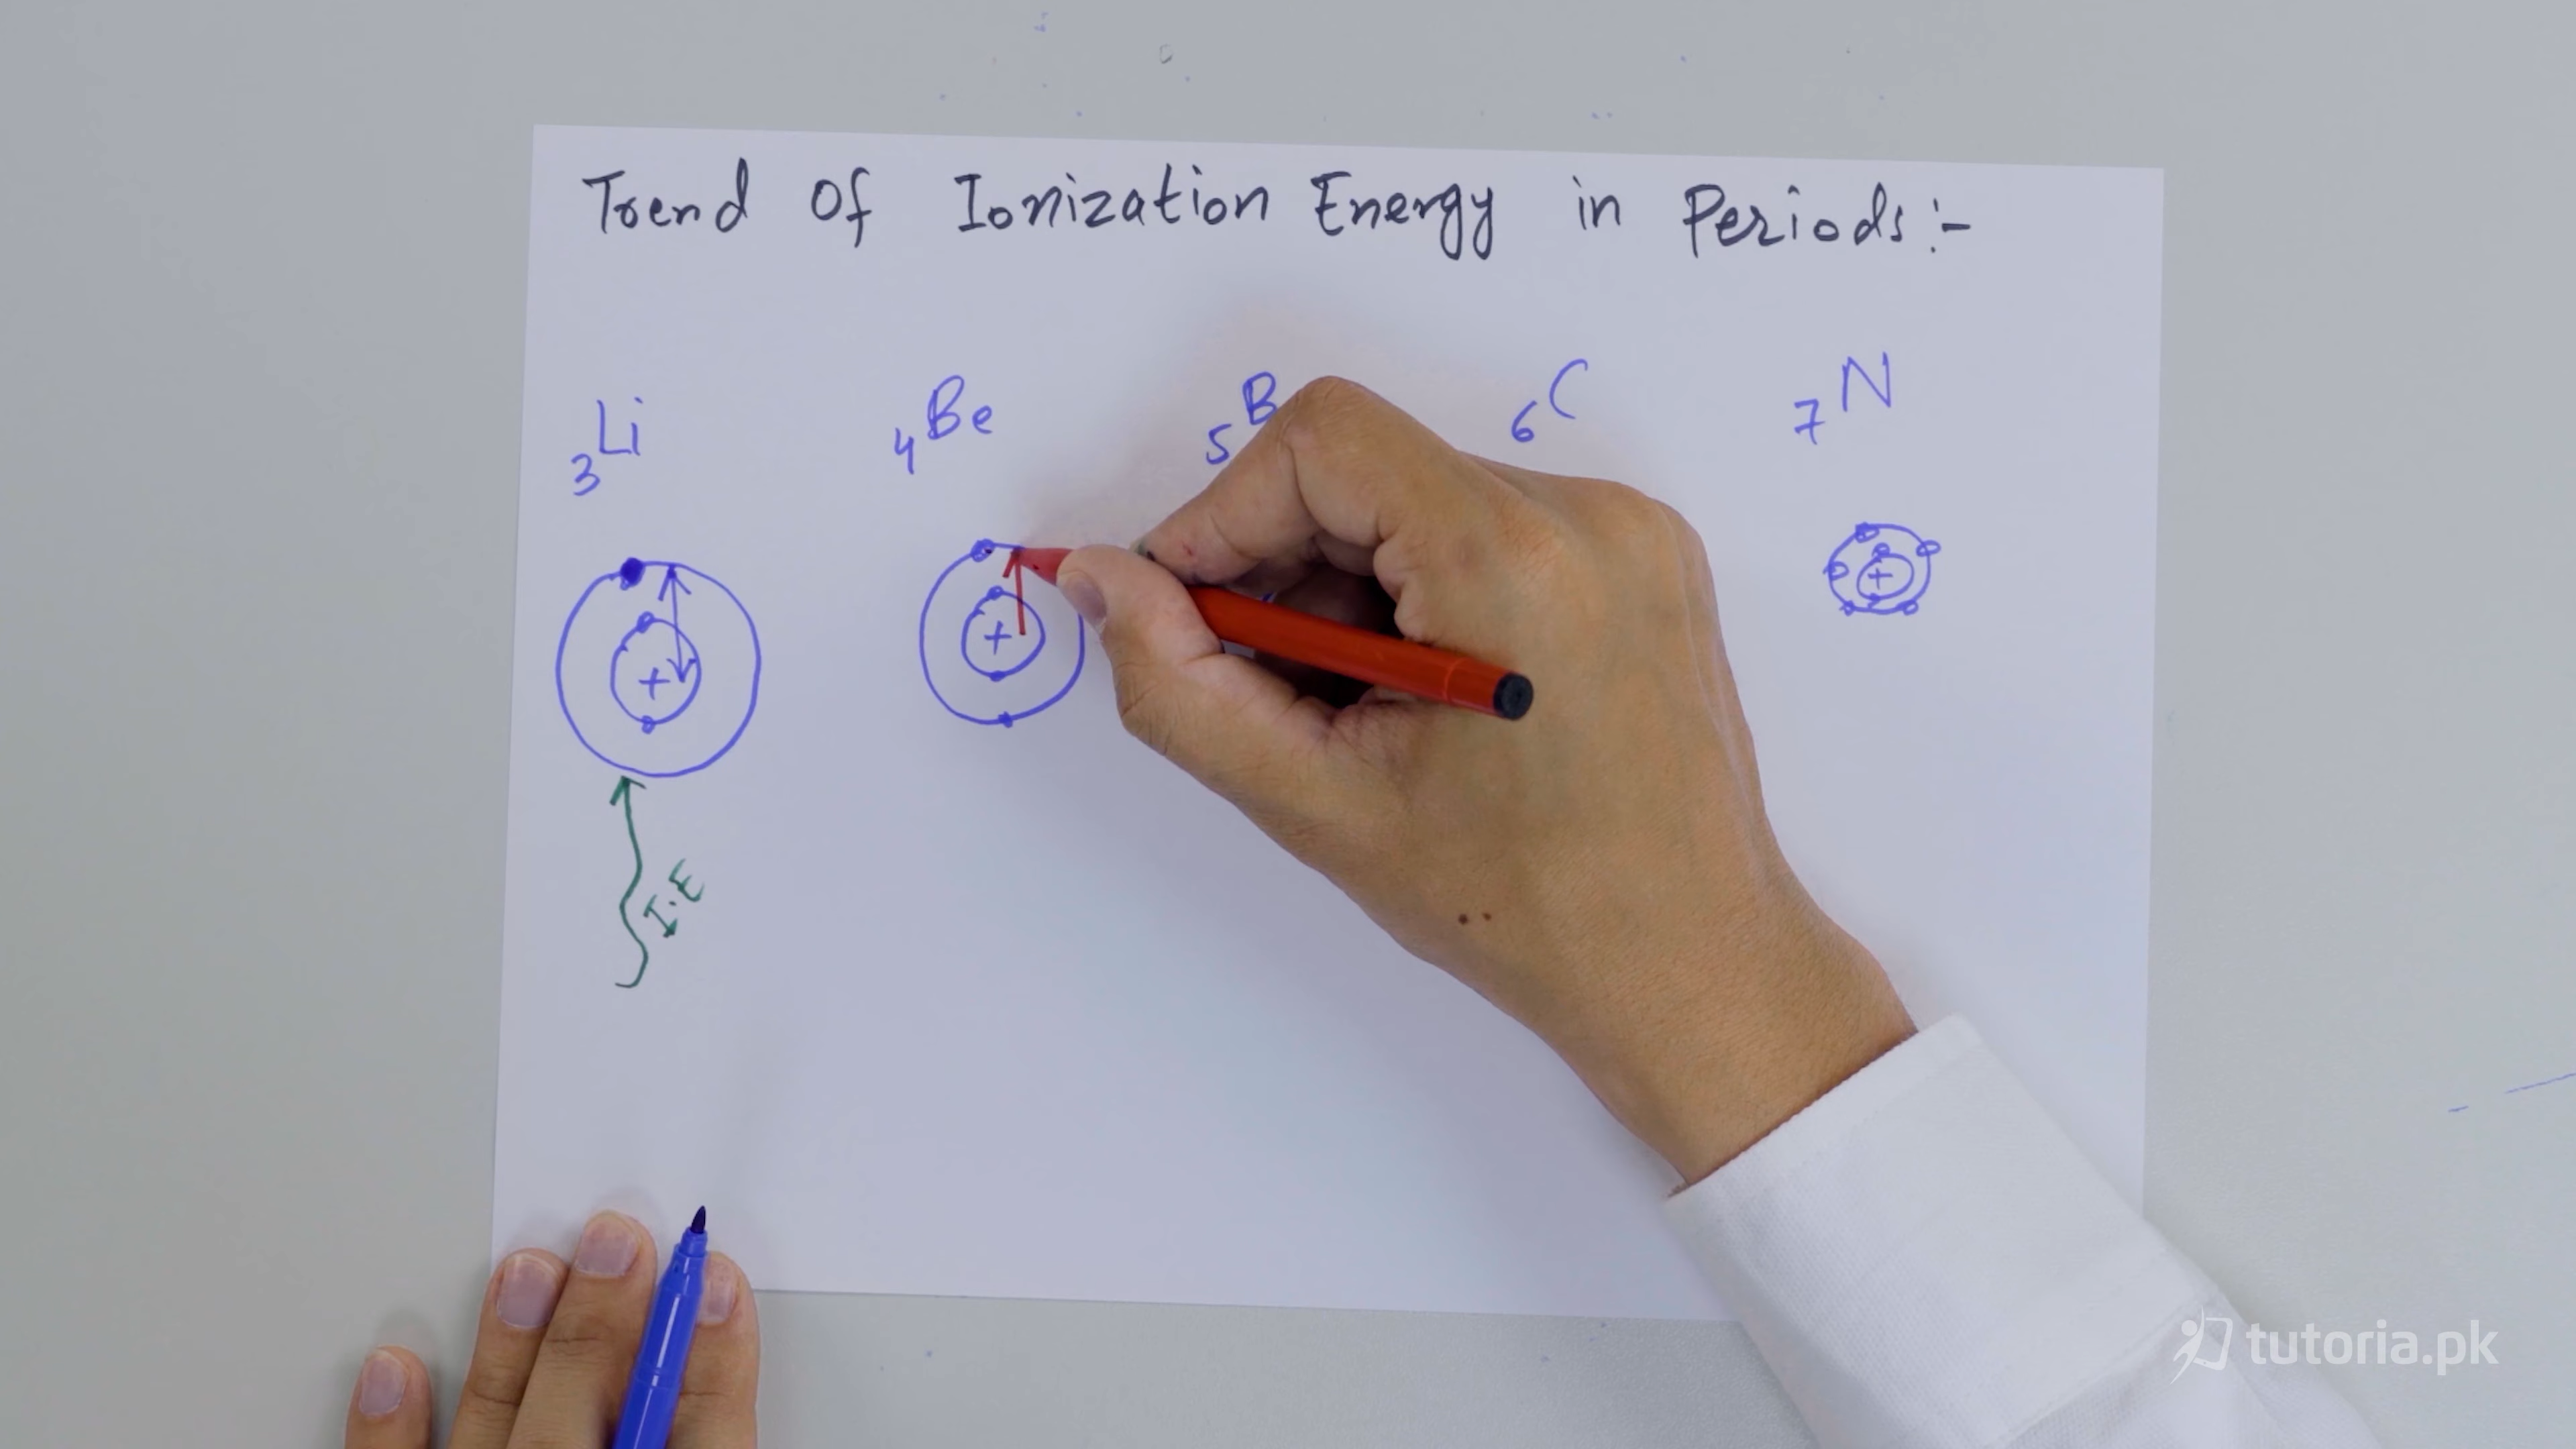 Trend Of Ionization Energy in Periods:-
3Li 4Be 5B 6C 7N
+ + +
I.E
tutoria.pk